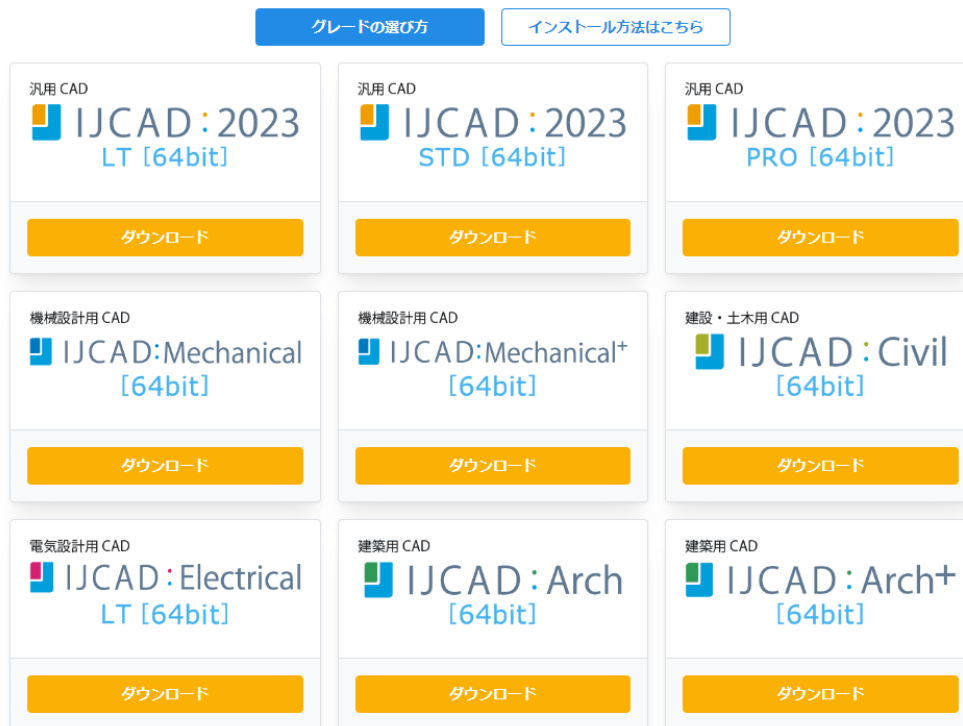 グレードの選び方 インストール方法はこちら
汎用 CAD 汎用 CAD 汎用 CAD
IJCAD:2023 IJCAD:2023 IJCAD:2023
LT [64bit] STD [64bit] PRO [64bit]
ダウンロード ダウンロード ダウンロード
機械設計用 CAD 機械設計用 CAD 建設・土木用 CAD
IJCAD:Mechanical IJCAD:Mechanical+ IJCAD:Civil
[64bit] [64bit] [64bit]
ダウンロード ダウンロード ダウンロード
電気設計用 CAD 建築用 CAD 建築用 CAD
IJCAD:Electrical IJCAD:Arch IJCAD:Arch+
LT [64bit] [64bit] [64bit]
ダウンロード ダウンロード ダウンロード